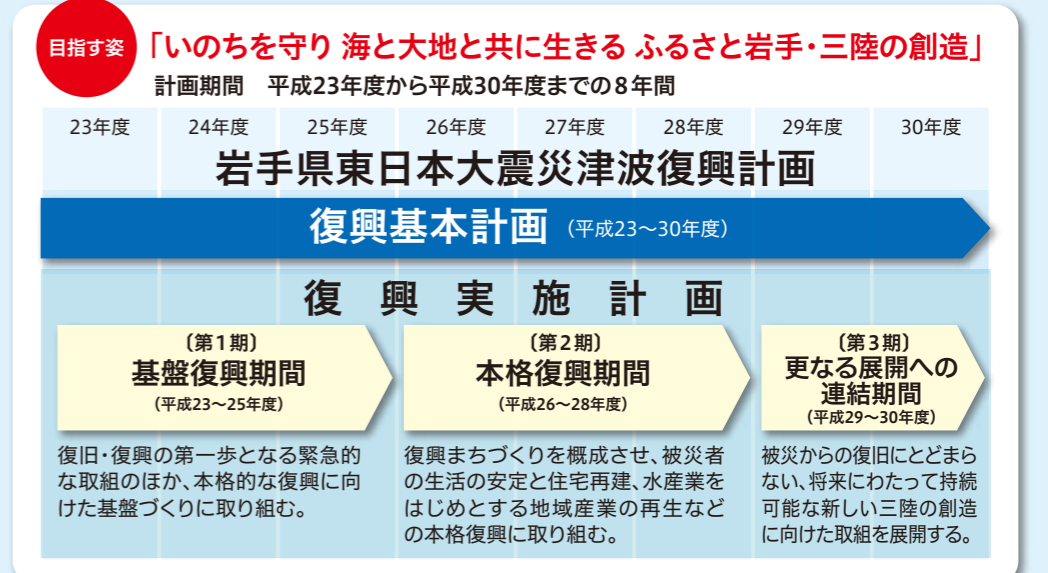 目指す姿
「いのちを守り 海と大地と共に生きる ふるさと岩手・三陸の創造」
計画期間　平成23年度から平成30年度までの8年間
23年度 24年度 25年度 26年度 27年度 28年度 29年度 30年度
岩手県東日本大震災津波復興計画
復興基本計画（平成23～30年度）
復興実施計画
〔第1期〕
基盤復興期間
（平成23～25年度）
復旧・復興の第一歩となる緊急的
な取組のほか、本格的な復興に向
けた基盤づくりに取り組む。
〔第2期〕
本格復興期間
（平成26～28年度）
復興まちづくりを概成させ、被災者
の生活の安定と住宅再建、水産業を
はじめとする地域産業の再生など
の本格復興に取り組む。
〔第3期〕
更なる展開への
連結期間
（平成29～30年度）
被災からの復旧にとどまら
ない、将来にわたって持続
可能な新しい三陸の創造
に向けた取組を展開する。